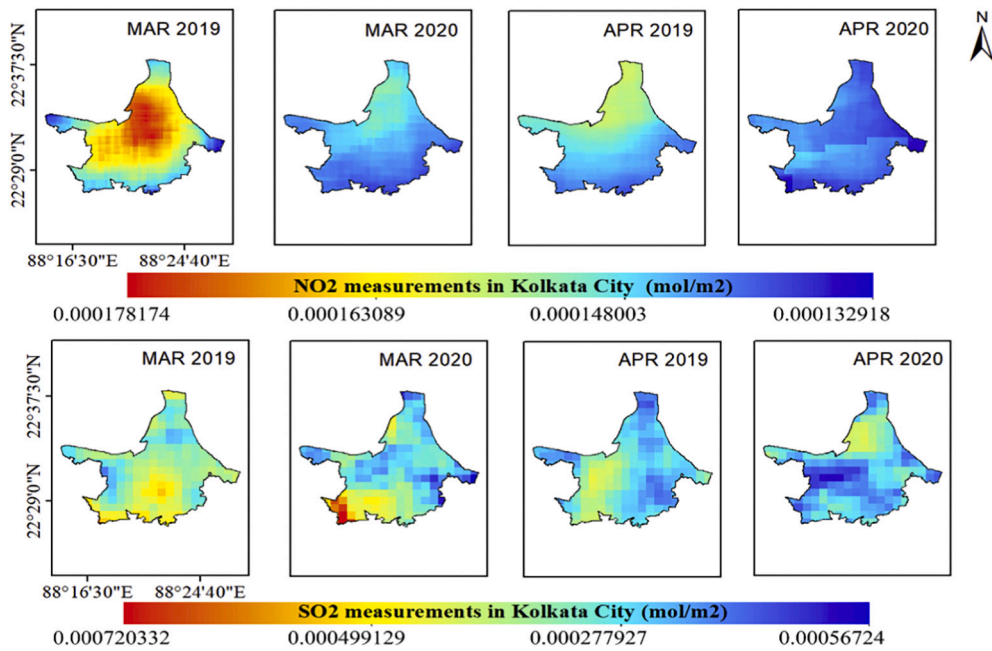 MAR 2019
MAR 2020
APR 2019
APR 2020
N
22°37'30"N
22°29'0"N
88°16'30"E 88°24'40"E
NO2 measurements in Kolkata City (mol/m2)
0.000178174 0.000163089 0.000148003 0.000132918
MAR 2019
MAR 2020
APR 2019
APR 2020
22°37'30"N
22°29'0"N
88°16'30"E 88°24'40"E
SO2 measurements in Kolkata City (mol/m2)
0.000720332 0.000499129 0.000277927 0.00056724